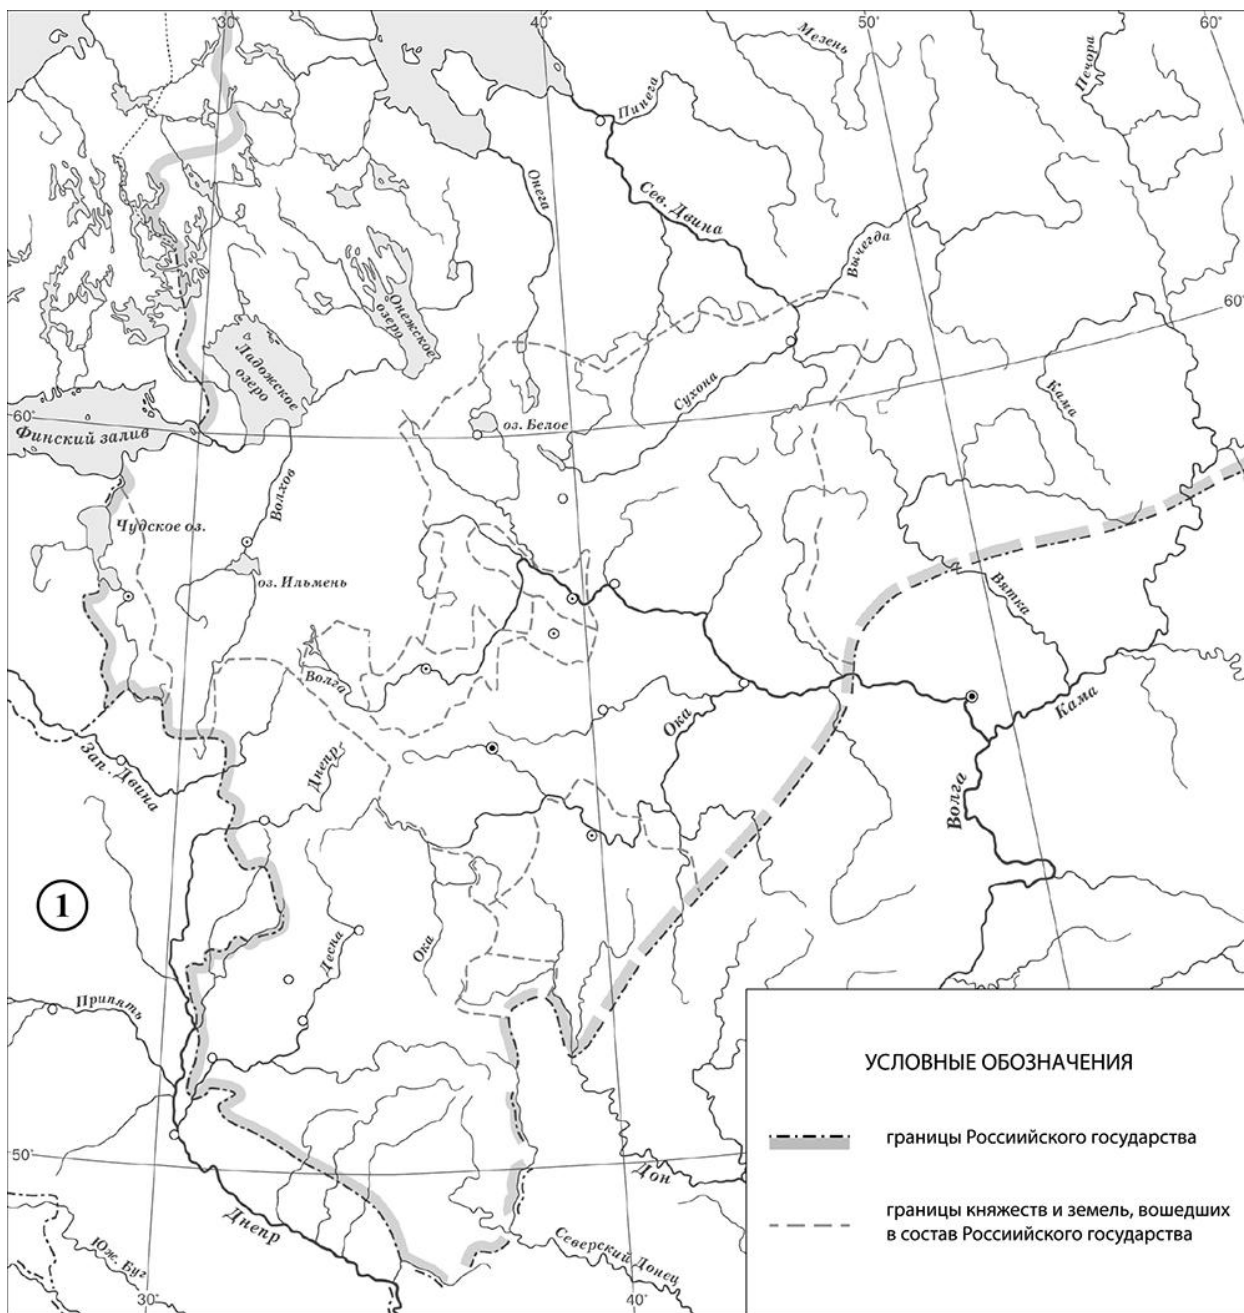 30°
40°
50°
60°
Мезень
Печора
Пинега
Онега
Сев. Двина
Вычегда
Онежское
озеро
Ладожское
озеро
60°
Сухона
Кама
60°
оз. Белое
Финский залив
Волхов
Чудское оз.
оз. Ильмень
Вятка
Волга
Кама
Ока
Зап. Двина
Днепр
Волга
1
Десна
Ока
Припять
50°
Дон
Днепр
Северский Донец
Юж. Буг
30°
40°
УСЛОВНЫЕ ОБОЗНАЧЕНИЯ
границы Россиийского государства
границы княжеств и земель, вошедших
в состав Россиийского государства